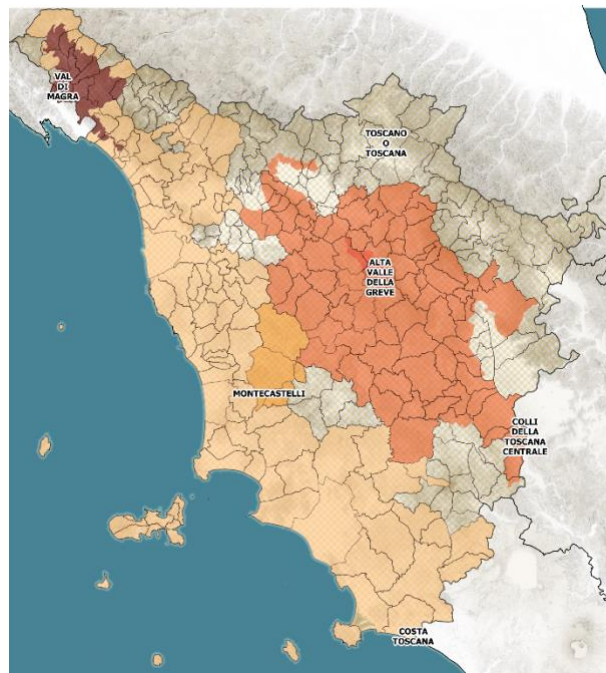 VAL
DI
MAGRA
TOSCANO
O
TOSCANA
ALTA
VALLE
DELLA
GREVE
MONTECASTELLI
COLLI
DELLA
TOSCANA
CENTRALE
COSTA
TOSCANA